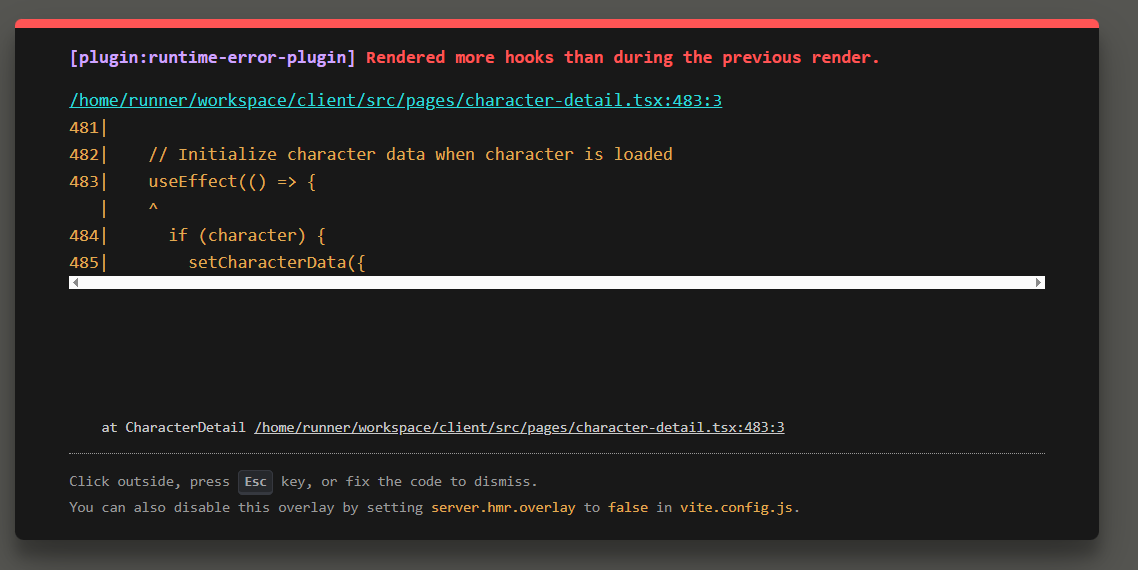 [plugin:runtime-error-plugin] Rendered more hooks than during the previous render.
/home/runner/workspace/client/src/pages/character-detail.tsx:483:3
481|
482|    // Initialize character data when character is loaded
483|    useEffect(() => {
   |    ^
484|      if (character) {
485|        setCharacterData({
at CharacterDetail /home/runner/workspace/client/src/pages/character-detail.tsx:483:3
Click outside, press Esc key, or fix the code to dismiss.
You can also disable this overlay by setting server.hmr.overlay to false in vite.config.js.